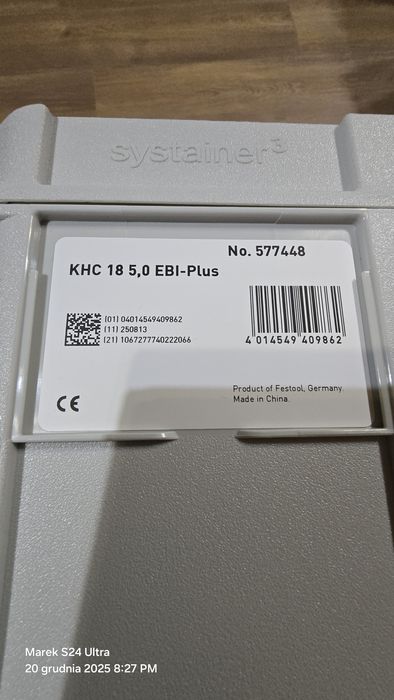 systainer³
No. 577448
KHC 18 5,0 EBI-Plus
(01) 04014549409862
(11) 250813
(21) 1067277740222066
4 014549 409862
Product of Festool, Germany
Made in China.
CE
Marek S24 Ultra
20 grudnia 2025 8:27 PM